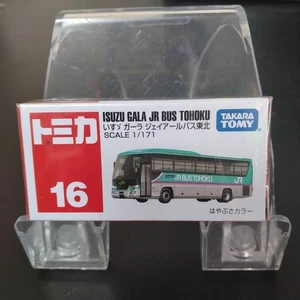 トミカ
16
ISUZU GALA JR BUS TOHOKU
いすゞ ガーラ ジェイアールバス東北
SCALE 1/171
TAKARA
TOMY
JR BUS TOHOKU
JR
はやぶさカラー